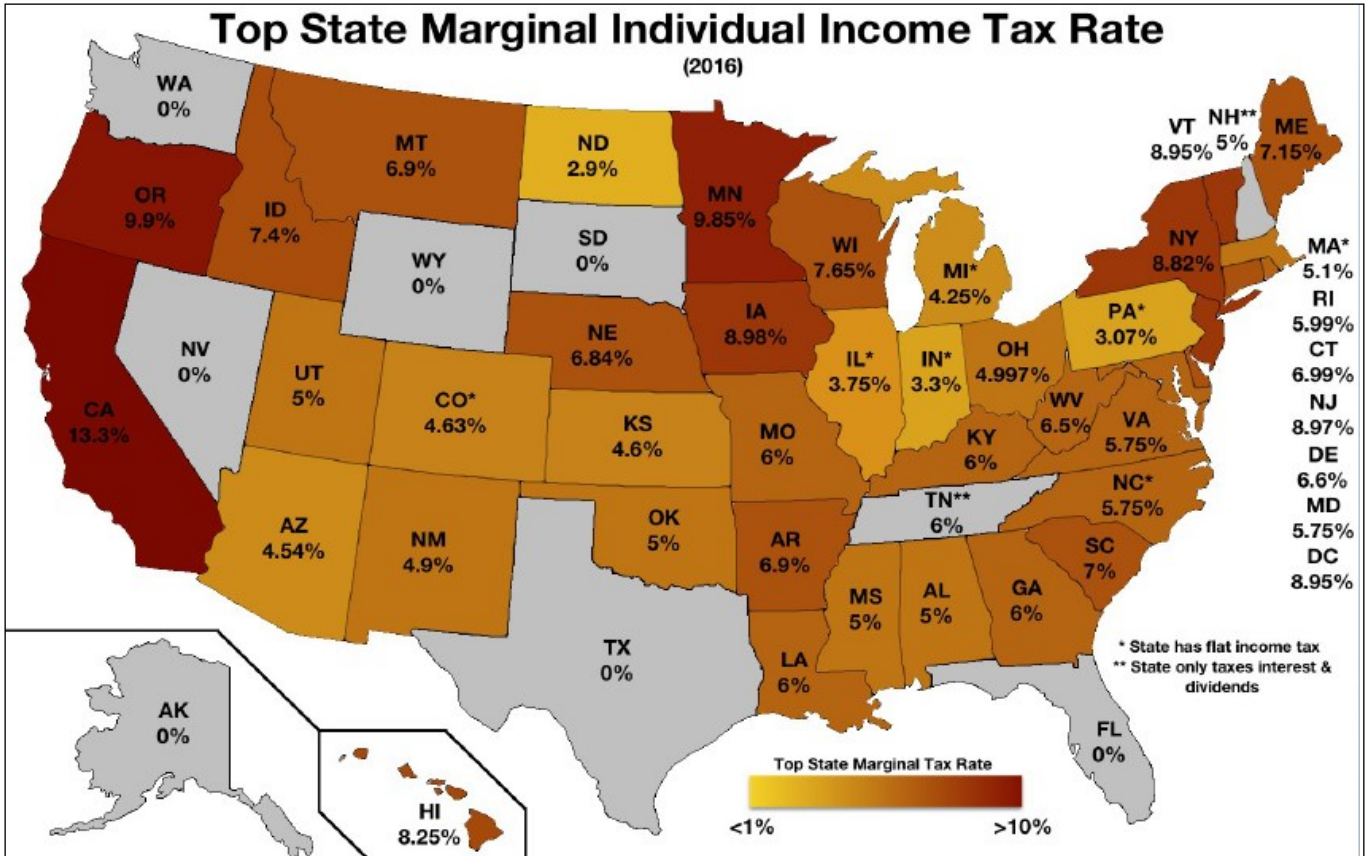 Top State Marginal Individual Income Tax Rate
(2016)
WA
0%
OR
9.9%
CA
13.3%
NV
0%
ID
7.4%
MT
6.9%
WY
0%
UT
5%
AZ
4.54%
CO*
4.63%
NM
4.9%
ND
2.9%
SD
0%
NE
6.84%
KS
4.6%
OK
5%
TX
0%
MN
9.85%
IA
8.98%
MO
6%
AR
6.9%
LA
6%
WI
7.65%
IL*
3.75%
MI*
4.25%
IN*
3.3%
OH
4.997%
KY
6%
TN**
6%
MS
5%
AL
5%
GA
6%
FL
0%
SC
7%
NC*
5.75%
VA
5.75%
WV
6.5%
PA*
3.07%
NY
8.82%
VT
8.95%
NH**
5%
ME
7.15%
MA*
5.1%
RI
5.99%
CT
6.99%
NJ
8.97%
DE
6.6%
MD
5.75%
DC
8.95%
AK
0%
HI
8.25%
* State has flat income tax
** State only taxes interest &
dividends
Top State Marginal Tax Rate
<1%
>10%